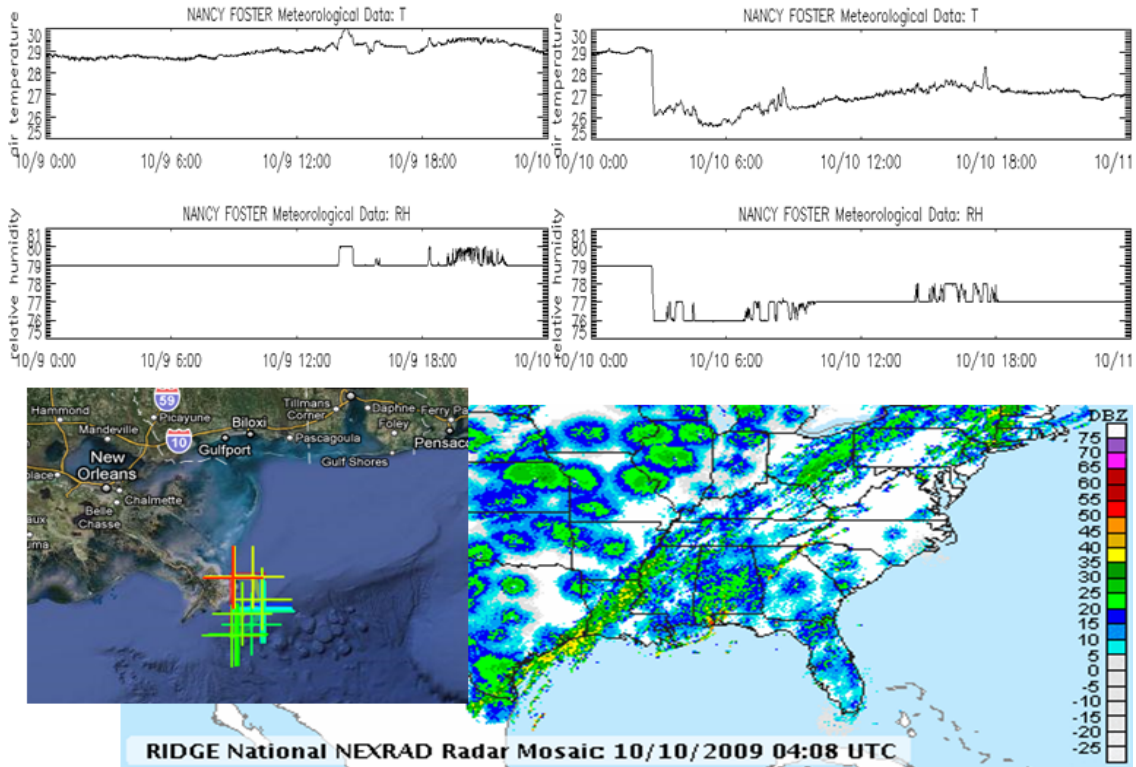 NANCY FOSTER Meteorological Data: T
air temperature
30
29
28
27
26
25
10/9 0:00 10/9 6:00 10/9 12:00 10/9 18:00 10/10
NANCY FOSTER Meteorological Data: T
air temperature
30
29
28
27
26
25
10/10 0:00 10/10 6:00 10/10 12:00 10/10 18:00 10/11
NANCY FOSTER Meteorological Data: RH
relative humidity
81
80
79
78
77
76
75
10/9 0:00 10/9 6:00 10/9 12:00 10/9 18:00 10/10
NANCY FOSTER Meteorological Data: RH
relative humidity
81
80
79
78
77
76
75
10/10 0:00 10/10 6:00 10/10 12:00 10/10 18:00 10/11
59
Hammond
Picayune
Tillmans
Corner
Daphne
Ferry Pa
Mandeville
10
Biloxi
Foley
Gulfport
Pascagoula
Pensac
Gulf Shores
place
New
Orleans
Chalmette
Belle
Chasse
aux
uma
DBZ
75
70
65
60
55
50
45
40
35
30
25
20
15
10
5
0
-5
-10
-15
-20
-25
RIDGE National NEXRAD Radar Mosaic: 10/10/2009 04:08 UTC